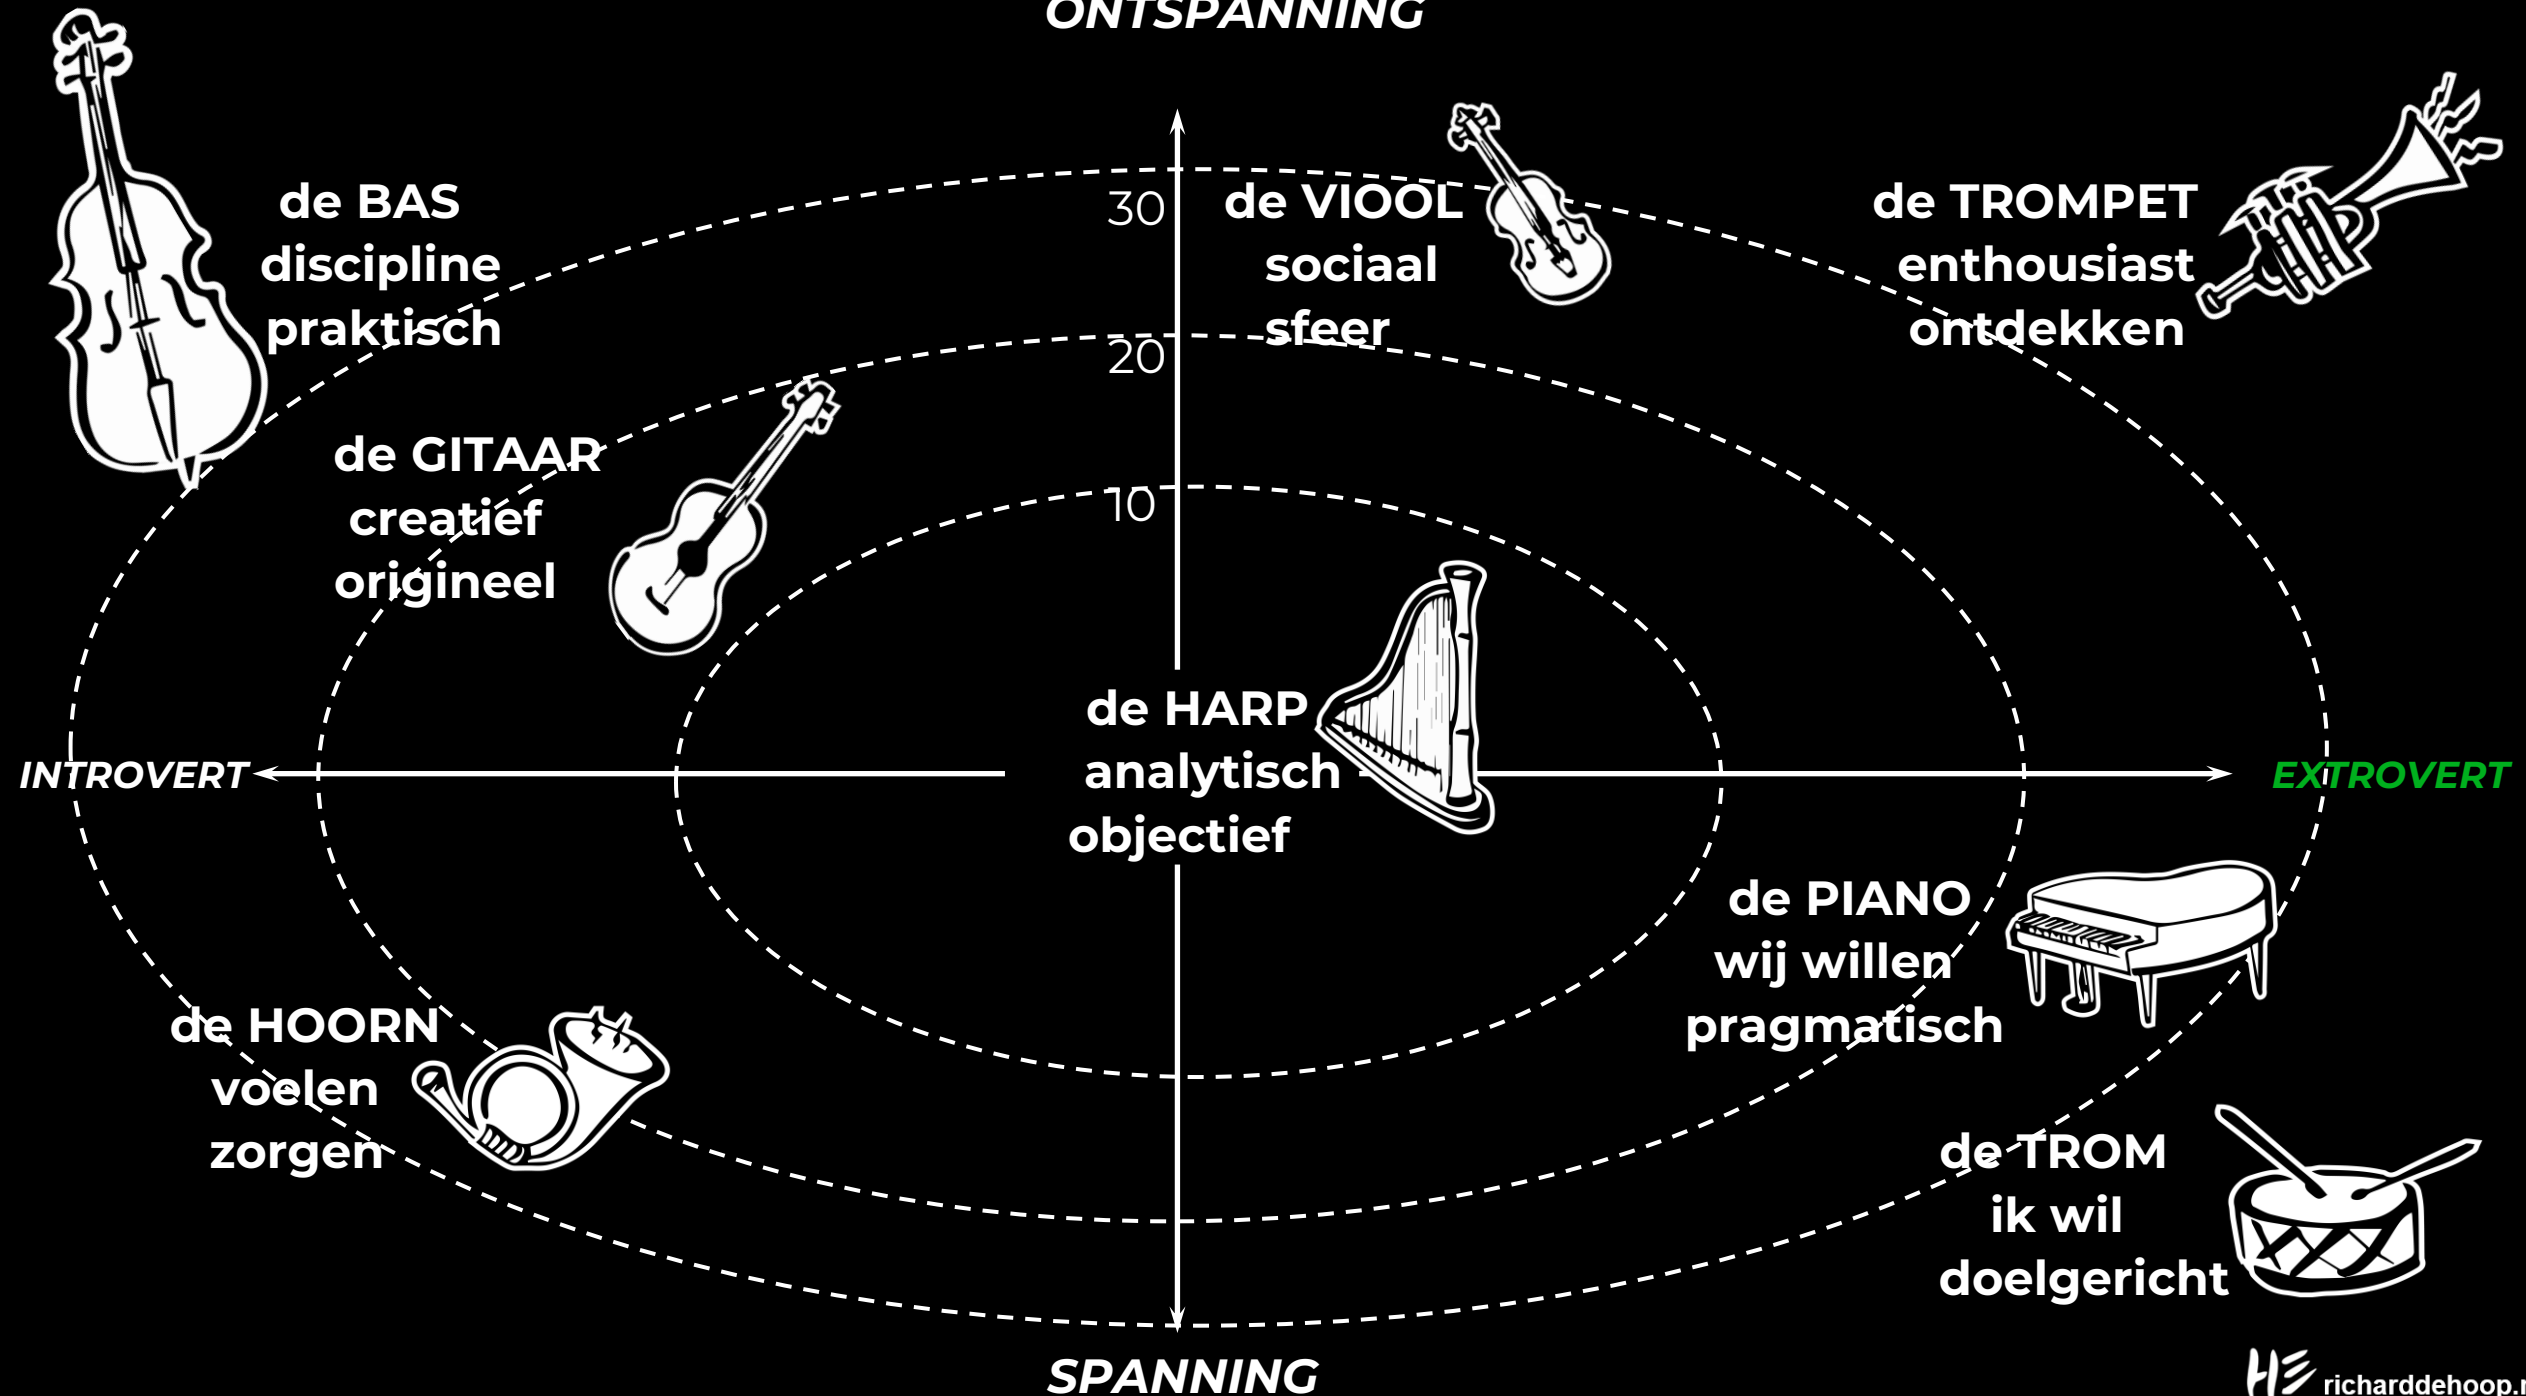 ONTSPANNING
30
20
10
de BAS
discipline
praktisch
de VIOOL
sociaal
sfeer
de TROMPET
enthousiast
ontdekken
de GITAAR
creatief
origineel
de HARP
analytisch
objectief
INTROVERT
EXTROVERT
de PIANO
wij willen
pragmatisch
de HOORN
voelen
zorgen
de TROM
ik wil
doelgericht
SPANNING
richarddehoop.n